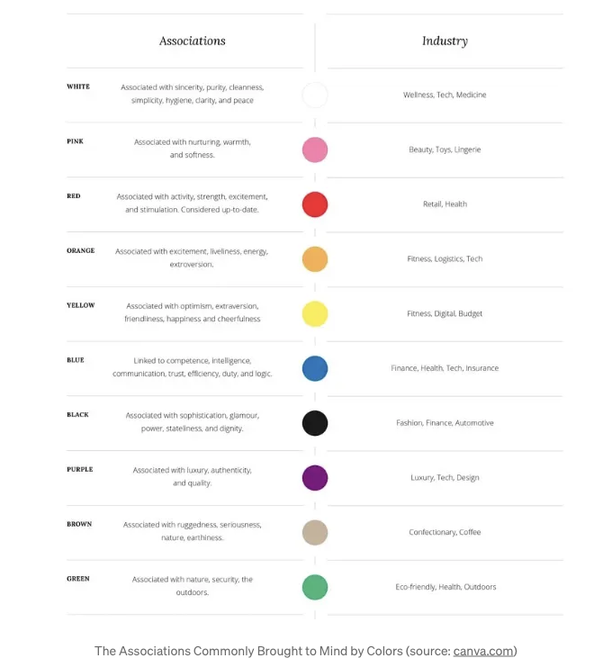 Associations
Industry
WHITE
Associated with sincerity, purity, cleanness,
simplicity, hygiene, clarity, and peace
Wellness, Tech, Medicine
PINK
Associated with nurturing, warmth,
and softness.
Beauty, Toys, Lingerie
RED
Associated with activity, strength, excitement,
and stimulation. Considered up-to-date.
Retail, Health
ORANGE
Associated with excitement, liveliness, energy,
extroversion.
Fitness, Logistics, Tech
YELLOW
Associated with optimism, extraversion,
friendliness, happiness and cheerfulness
Fitness, Digital, Budget
BLUE
Linked to competence, intelligence,
communication, trust, efficiency, duty, and logic.
Finance, Health, Tech, Insurance
BLACK
Associated with sophistication, glamour,
power, stateliness, and dignity.
Fashion, Finance, Automotive
PURPLE
Associated with luxury, authenticity,
and quality.
Luxury, Tech, Design
BROWN
Associated with ruggedness, seriousness,
nature, earthiness.
Confectionary, Coffee
GREEN
Associated with nature, security, the
outdoors.
Eco-friendly, Health, Outdoors
The Associations Commonly Brought to Mind by Colors (source: canva.com)